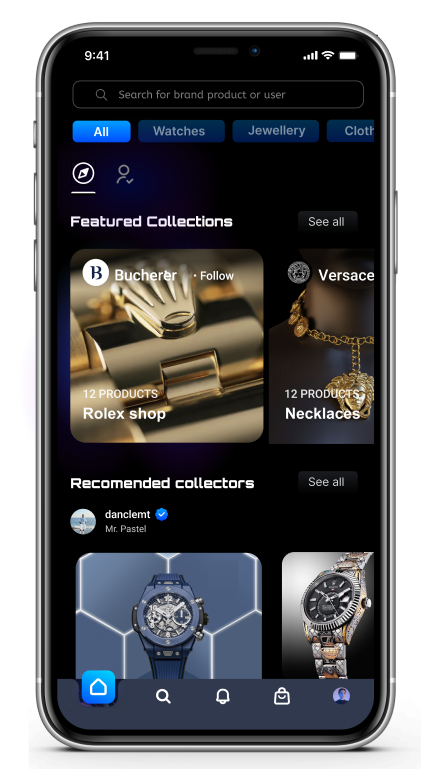 9:41
Search for brand product or user
All
Watches
Jewellery
Cloth
Featured Collections
See all
B
Bucherer
· Follow
Versace
12 PRODUCTS
12 PRODUCTS
Rolex shop
Necklaces
Recomended collectors
See all
danclemt
Mr. Pastel